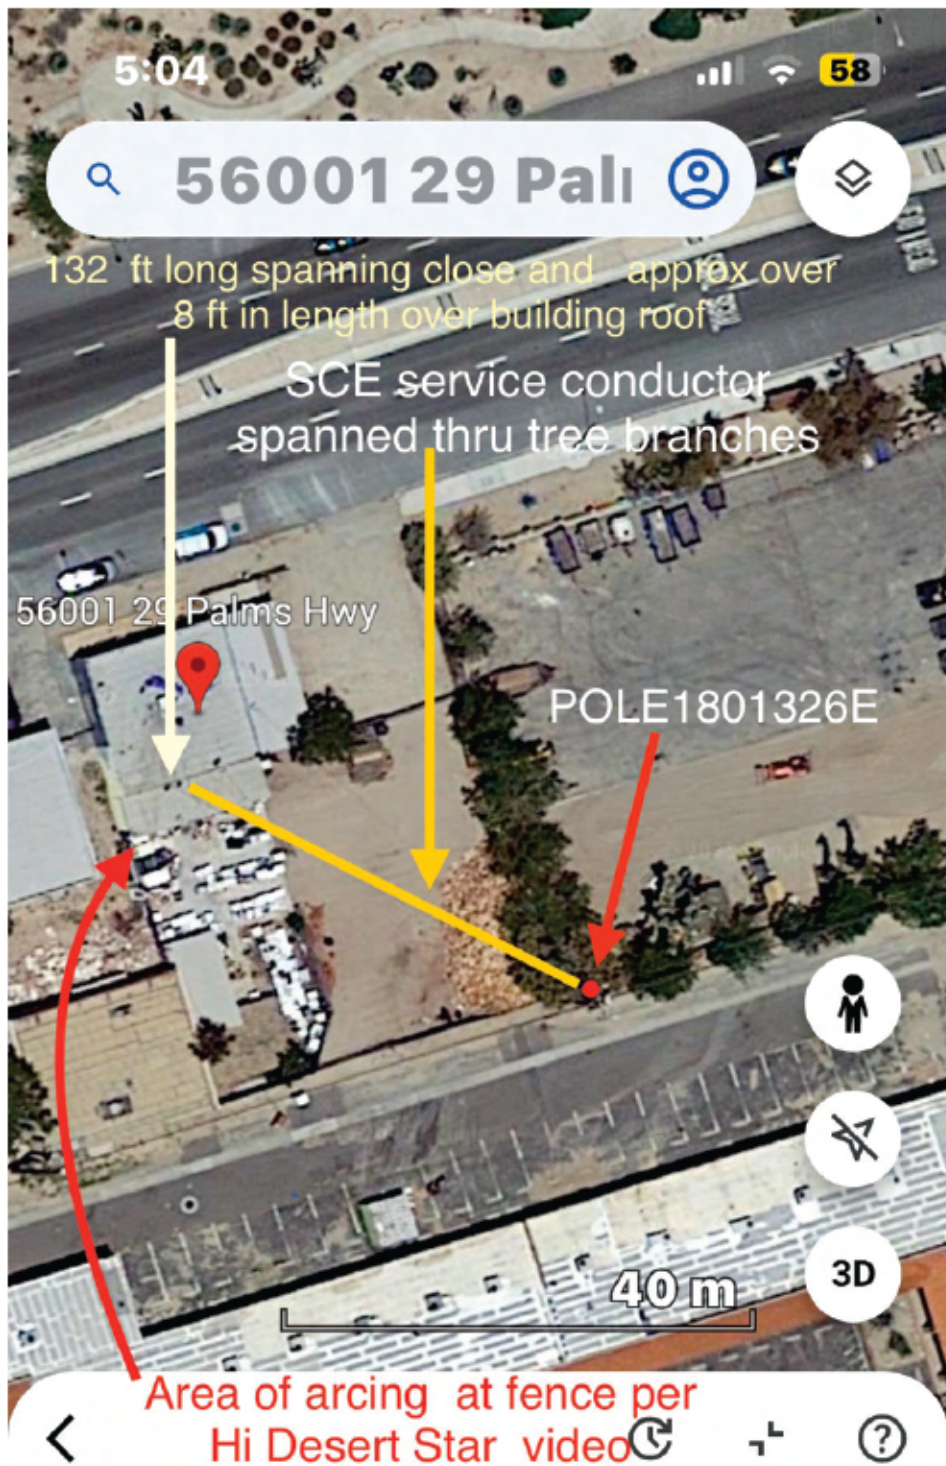 5:04
58
56001 29 Pal
132 ft long spanning close and approx over
8 ft in length over building roof
SCE service conductor
spanned thru tree branches
56001 29 Palms Hwy
POLE1801326E
3D
40 m
Area of arcing at fence per
Hi Desert Star video